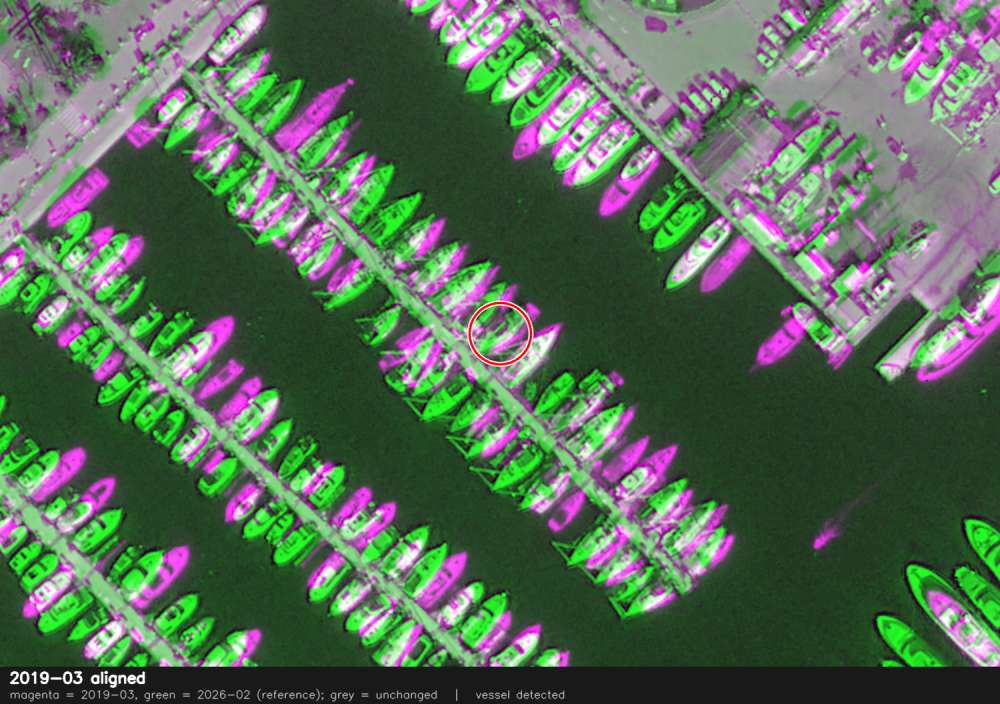 2019-03 aligned
magenta = 2019-03, green = 2026-02 (reference); grey = unchanged | vessel detected